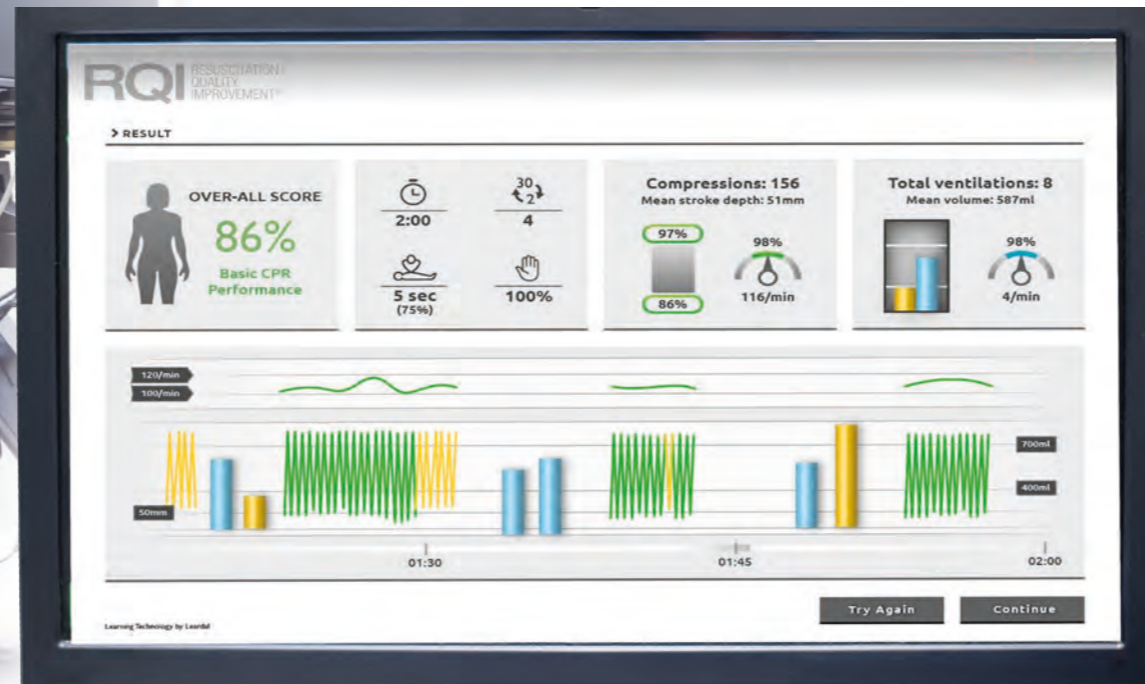 RQI
RESUSCITATION
QUALITY
IMPROVEMENT
> RESULT
OVER-ALL SCORE
86%
Basic CPR
Performance
2:00
30
2
4
5 sec
(75%)
100%
Compressions: 156
Mean stroke depth: 51mm
97%
98%
86%
116/min
Total ventilations: 8
Mean volume: 587ml
98%
4/min
120/min
100/min
50mm
700ml
400ml
01:30
01:45
02:00
Try Again
Continue
Learning Technology by Laerdal